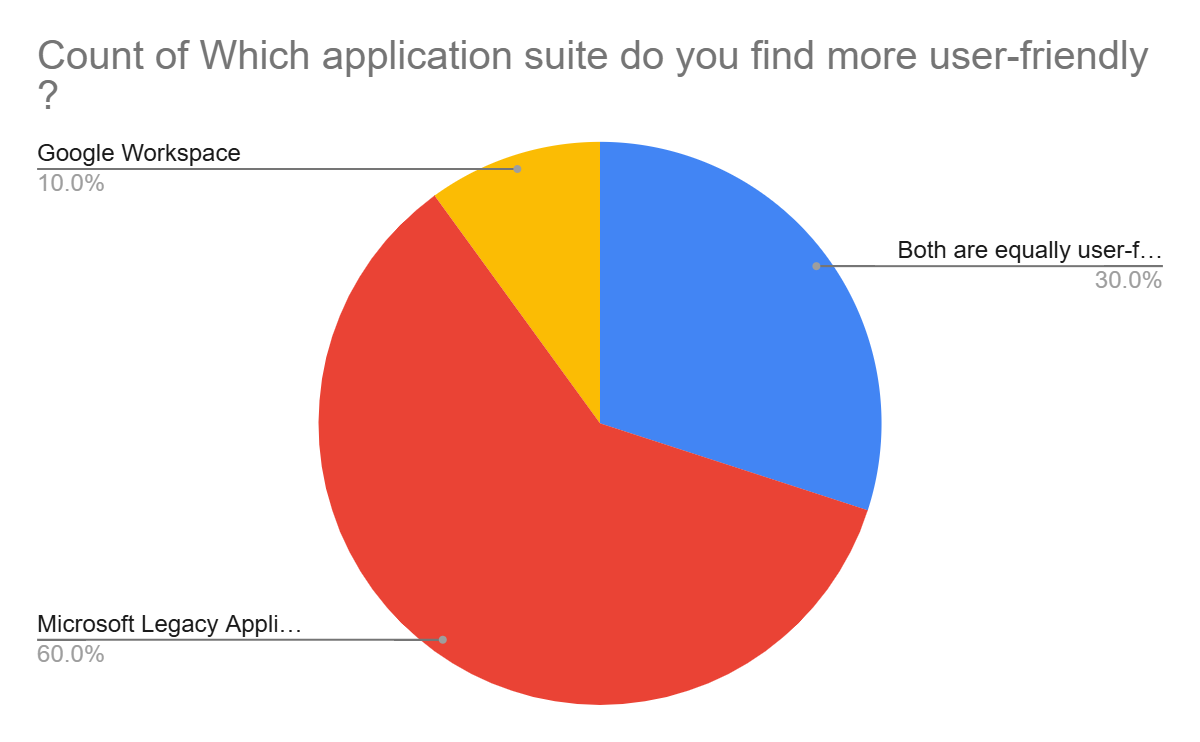 Count of Which application suite do you find more user-friendly
?
Google Workspace
10.0%
Both are equally user-f…
30.0%
Microsoft Legacy Appli…
60.0%